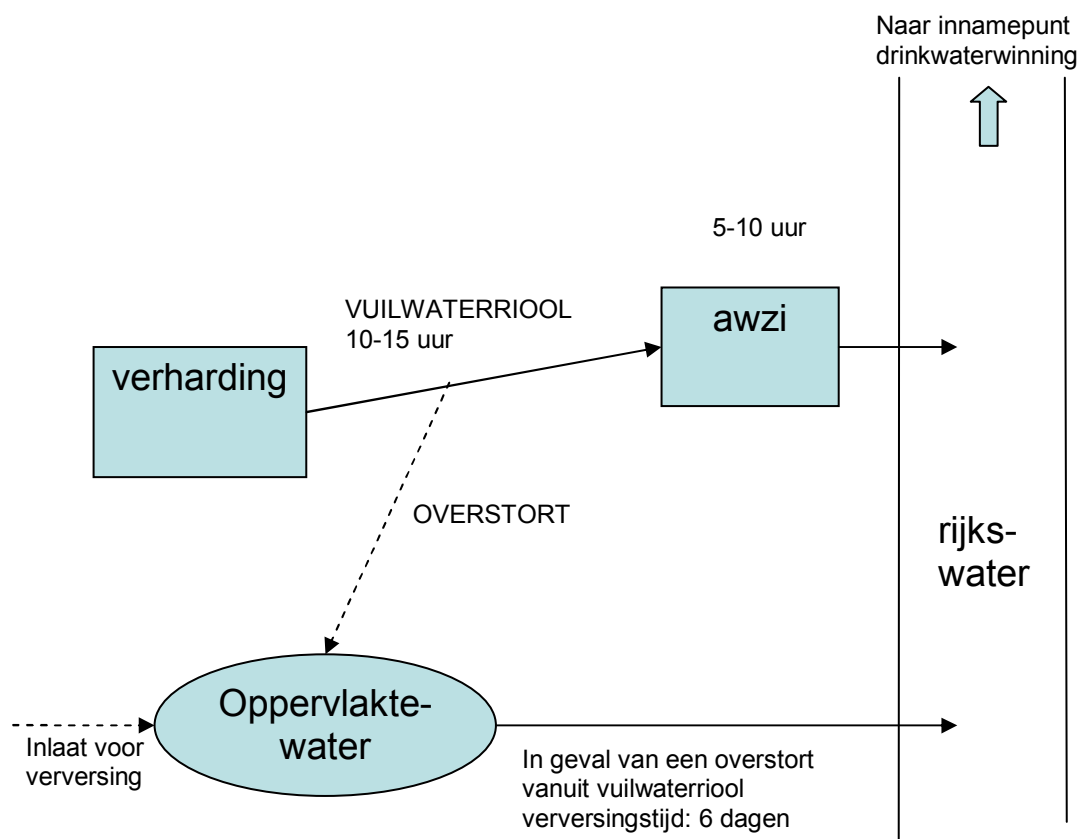 Naar innamepunt
drinkwaterwinning
5-10 uur
VUILWATERRIOOL
10-15 uur
awzi
verharding
OVERSTORT
rijks-
water
Oppervlakte-
water
Inlaat voor
verversing
In geval van een overstort
vanuit vuilwaterriool
verversingstijd: 6 dagen